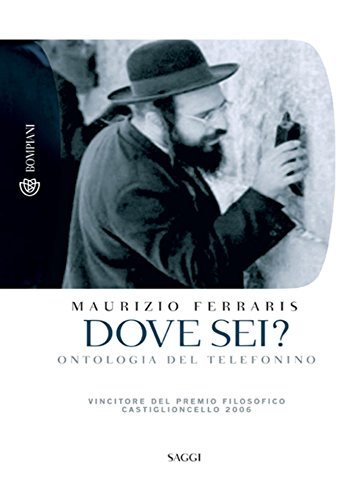 BOMPIANI
MAURIZIO FERRARIS
DOVE SEI?
ONTOLOGIA DEL TELEFONINO
VINCITORE DEL PREMIO FILOSOFICO
CASTIGLIONCELLO 2006
SAGGI